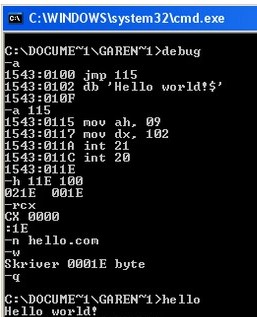 C:\WINDOWS\system32\cmd.exe
C:\DOCUME~1\GAREN~1>debug
-a
1543:0100 jmp 115
1543:0102 db 'Hello world!$'
1543:010F
-a 115
1543:0115 mov ah, 09
1543:0117 mov dx, 102
1543:011A int 21
1543:011C int 20
1543:011E
-h 11E 100
021E  001E
-rcx
CX 0000
:1E
-n hello.com
-w
Skriver 0001E byte
-q
C:\DOCUME~1\GAREN~1>hello
Hello world!